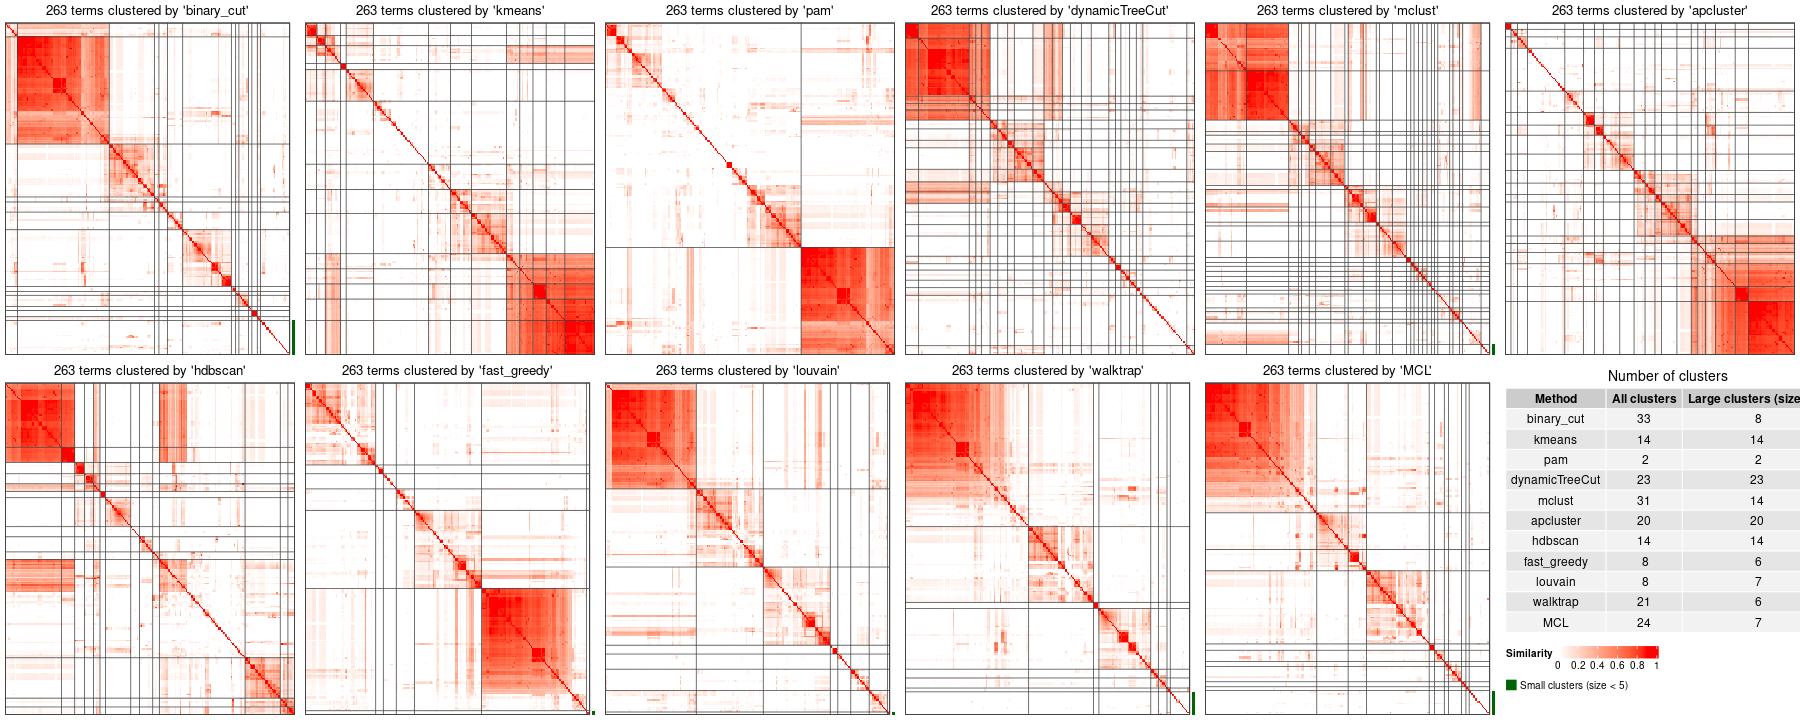 263 terms clustered by 'binary_cut'
263 terms clustered by 'kmeans'
263 terms clustered by 'pam'
263 terms clustered by 'dynamicTreeCut'
263 terms clustered by 'mclust'
263 terms clustered by 'apcluster'
263 terms clustered by 'hdbscan'
263 terms clustered by 'fast_greedy'
263 terms clustered by 'louvain'
263 terms clustered by 'walktrap'
263 terms clustered by 'MCL'
Number of clusters
Method All clusters Large clusters (size
binary_cut 33 8
kmeans 14 14
pam 2 2
dynamicTreeCut 23 23
mclust 31 14
apcluster 20 20
hdbscan 14 14
fast_greedy 8 6
louvain 8 7
walktrap 21 6
MCL 24 7
Similarity
0 0.2 0.4 0.6 0.8 1
Small clusters (size < 5)